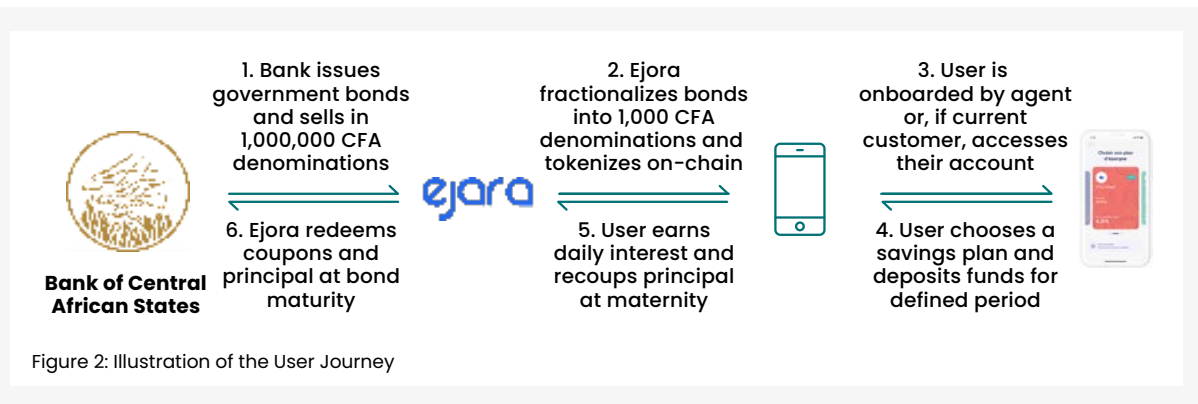 1. Bank issues
government bonds
and sells in
1,000,000 CFA
denominations
2. Ejora
fractionalizes bonds
into 1,000 CFA
denominations and
tokenizes on-chain
3. User is
onboarded by agent
or, if current
customer, accesses
their account
ejara
6. Ejora redeems
coupons and
principal at bond
maturity
5. User earns
daily interest and
recoups principal
at maternity
4. User chooses a
savings plan and
deposits funds for
defined period
Bank of Central
African States
Choisir une plan
d'épargne
Figure 2: Illustration of the User Journey